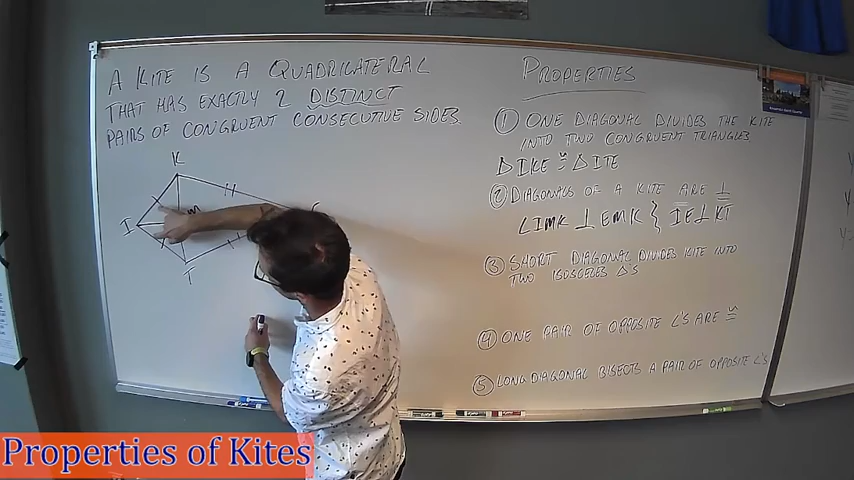 A KITE IS A QUADRILATERAL
THAT HAS EXACTLY 2 DISTINCT
PAIRS OF CONGRUENT CONSECUTIVE SIDES.
K
I
M
T
PROPERTIES
① ONE DIAGONAL DIVIDES THE KITE
INTO TWO CONGRUENT TRIANGLES
△IKE ≅ △ITE
② DIAGONALS OF A KITE ARE ⊥
∠IMK ⊥ EMK } IE ⊥ KT
③ SHORT DIAGONAL DIVIDES KITE INTO
TWO ISOSCELES △S
④ ONE PAIR OF OPPOSITE ∠'S ARE ≅
⑤ LONG DIAGONAL BISECTS A PAIR OF OPPOSITE ∠'S
Properties of Kites